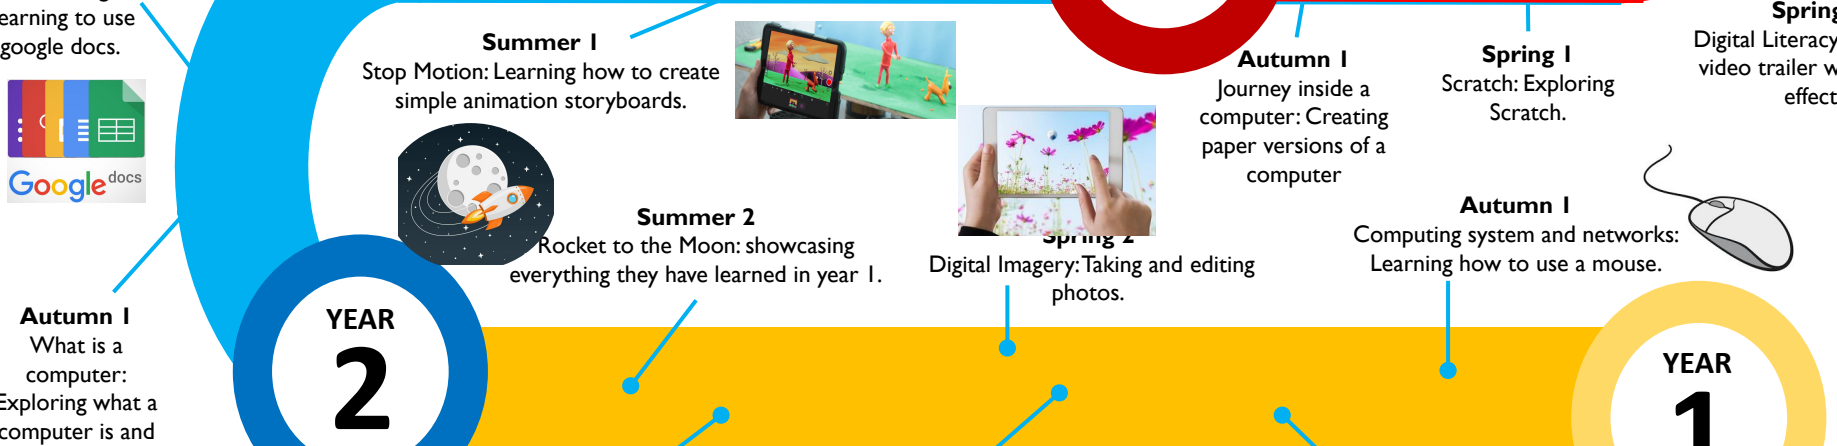 earning to use
google docs.
Google docs
Autumn 1
What is a
computer:
Exploring what a
computer is and
Summer 1
Stop Motion: Learning how to create
simple animation storyboards.
Summer 2
Rocket to the Moon: showcasing
everything they have learned in year 1.
Spring 2
Digital Imagery: Taking and editing
photos.
Autumn 1
Journey inside a
computer: Creating
paper versions of a
computer
Spring 1
Scratch: Exploring
Scratch.
Spring
Digital Literacy
video trailer w
effect
Autumn 1
Computing system and networks:
Learning how to use a mouse.
YEAR
2
YEAR
1